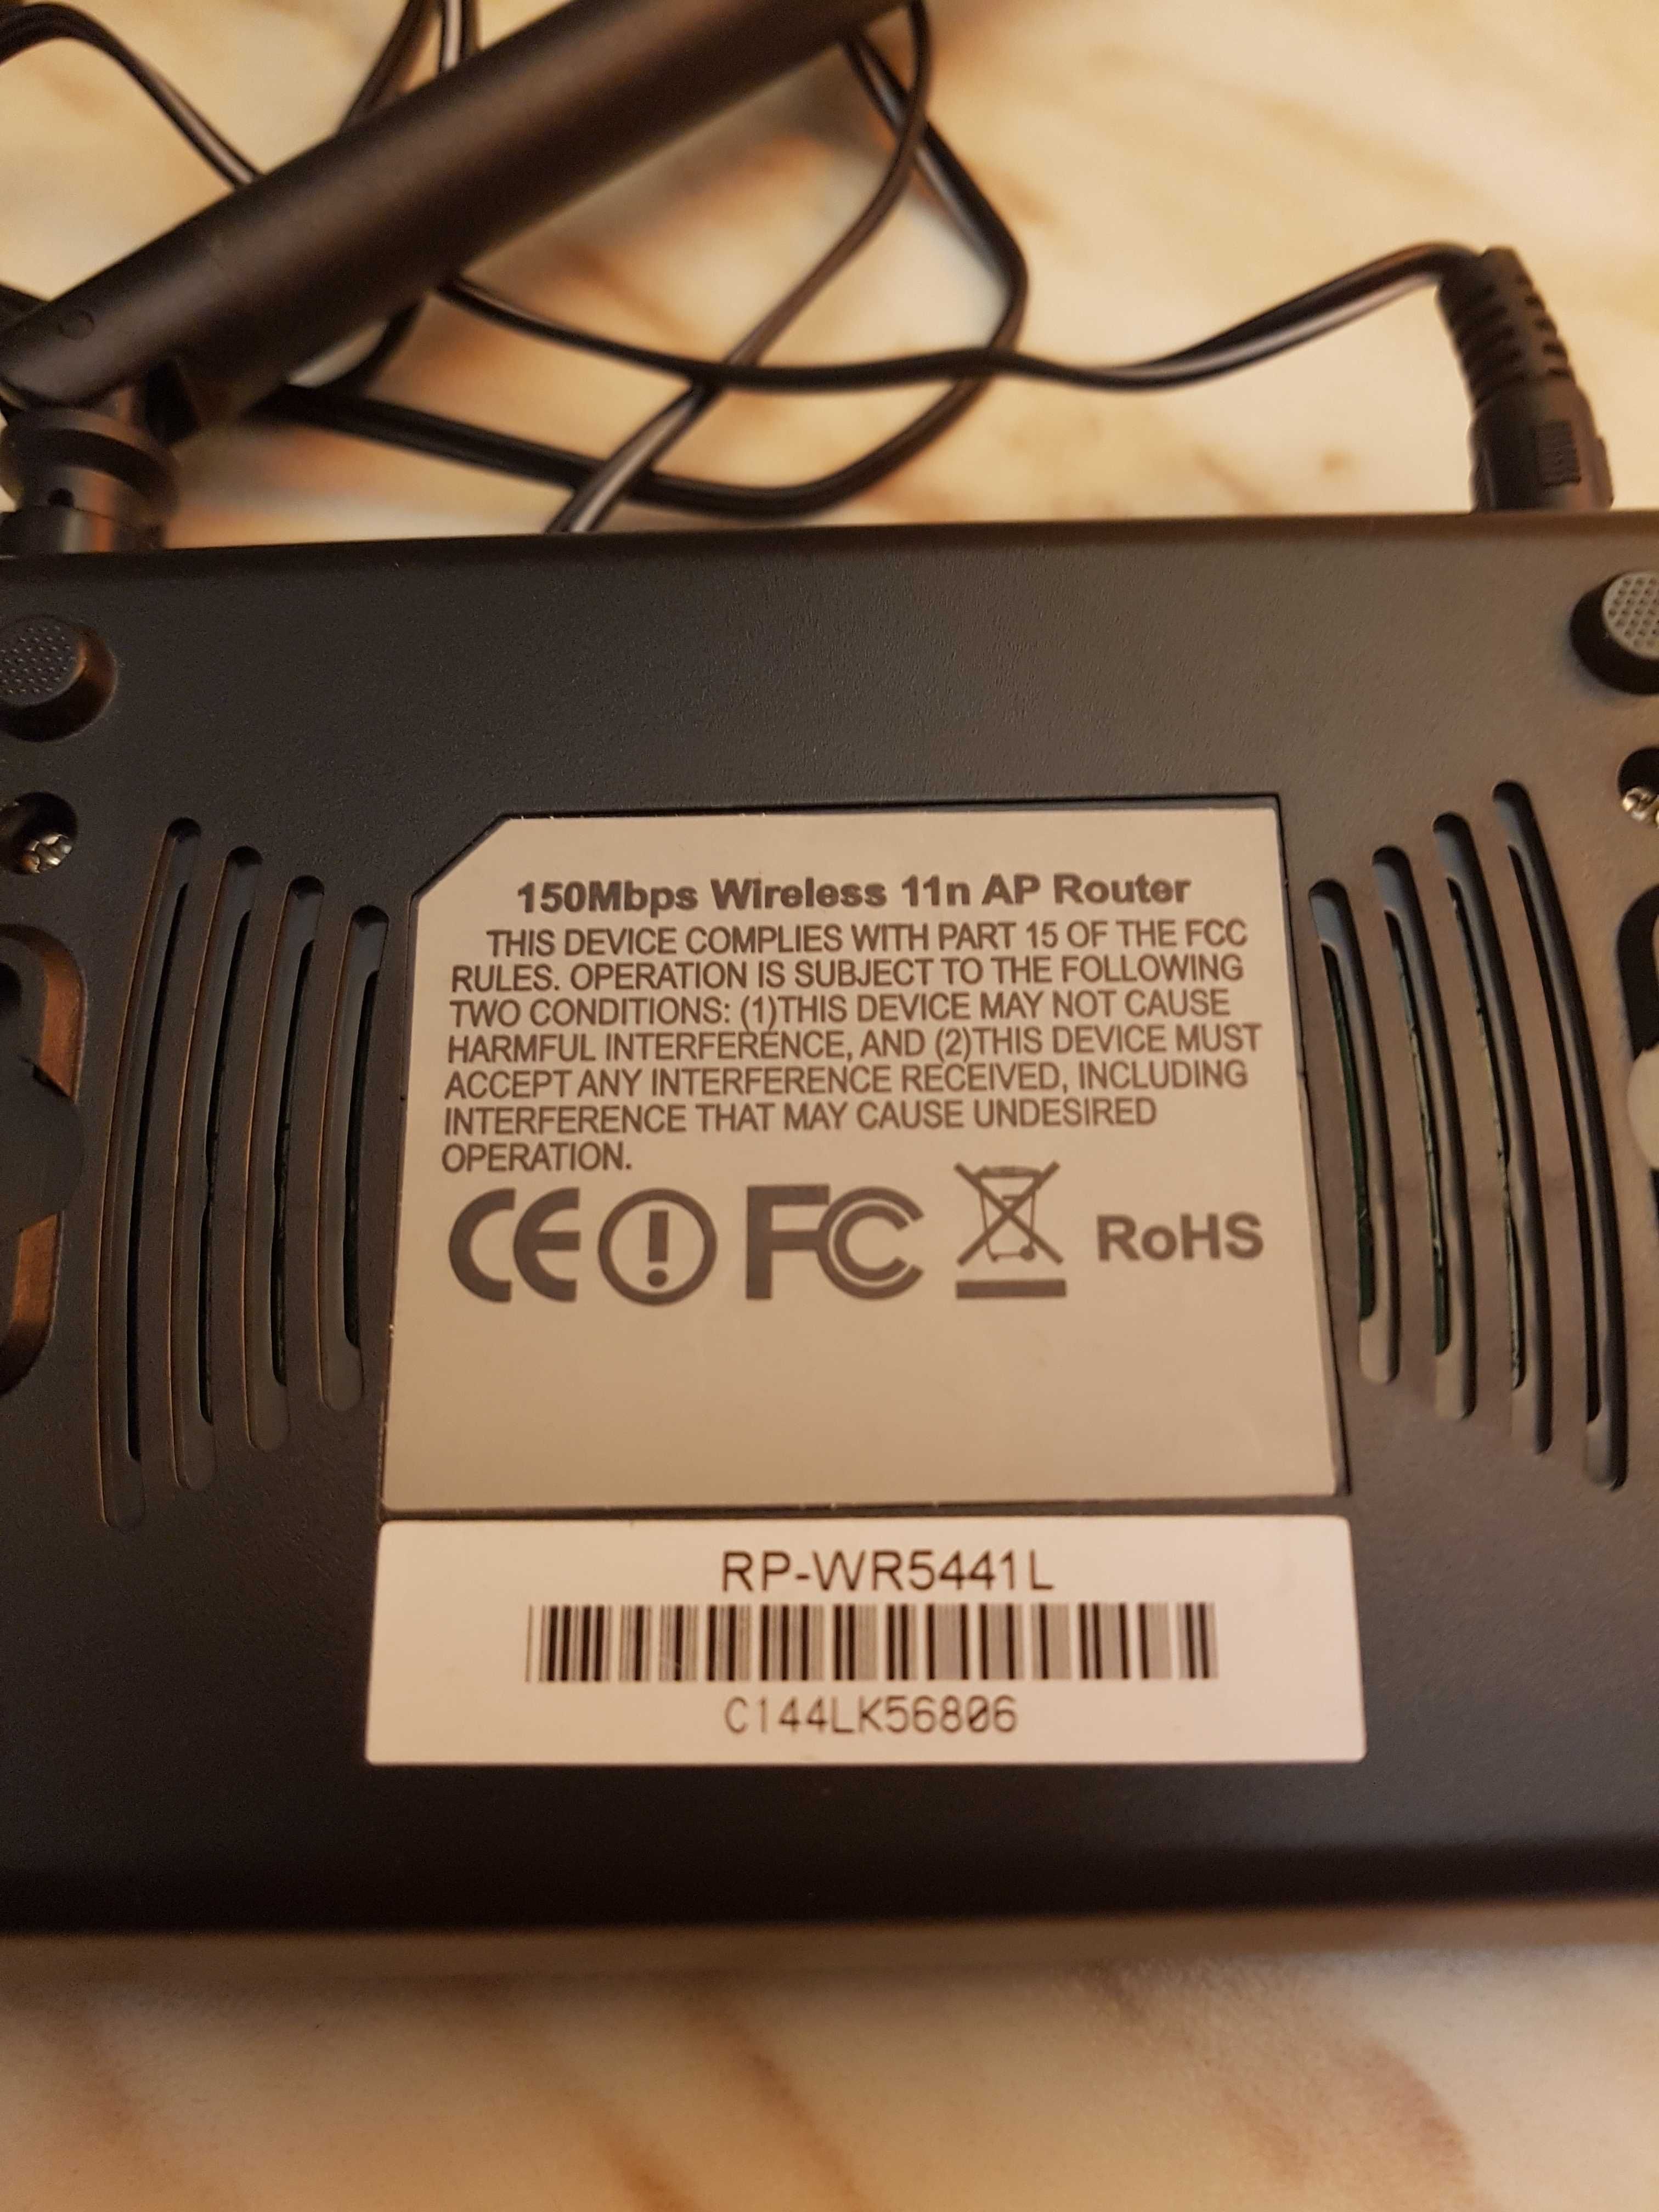 150Mbps Wireless 11n AP Router
THIS DEVICE COMPLIES WITH PART 15 OF THE FCC
RULES. OPERATION IS SUBJECT TO THE FOLLOWING
TWO CONDITIONS: (1)THIS DEVICE MAY NOT CAUSE
HARMFUL INTERFERENCE, AND (2)THIS DEVICE MUST
ACCEPT ANY INTERFERENCE RECEIVED, INCLUDING
INTERFERENCE THAT MAY CAUSE UNDESIRED
OPERATION.
CE FC RoHS
RP-WR5441L
C144LK56806